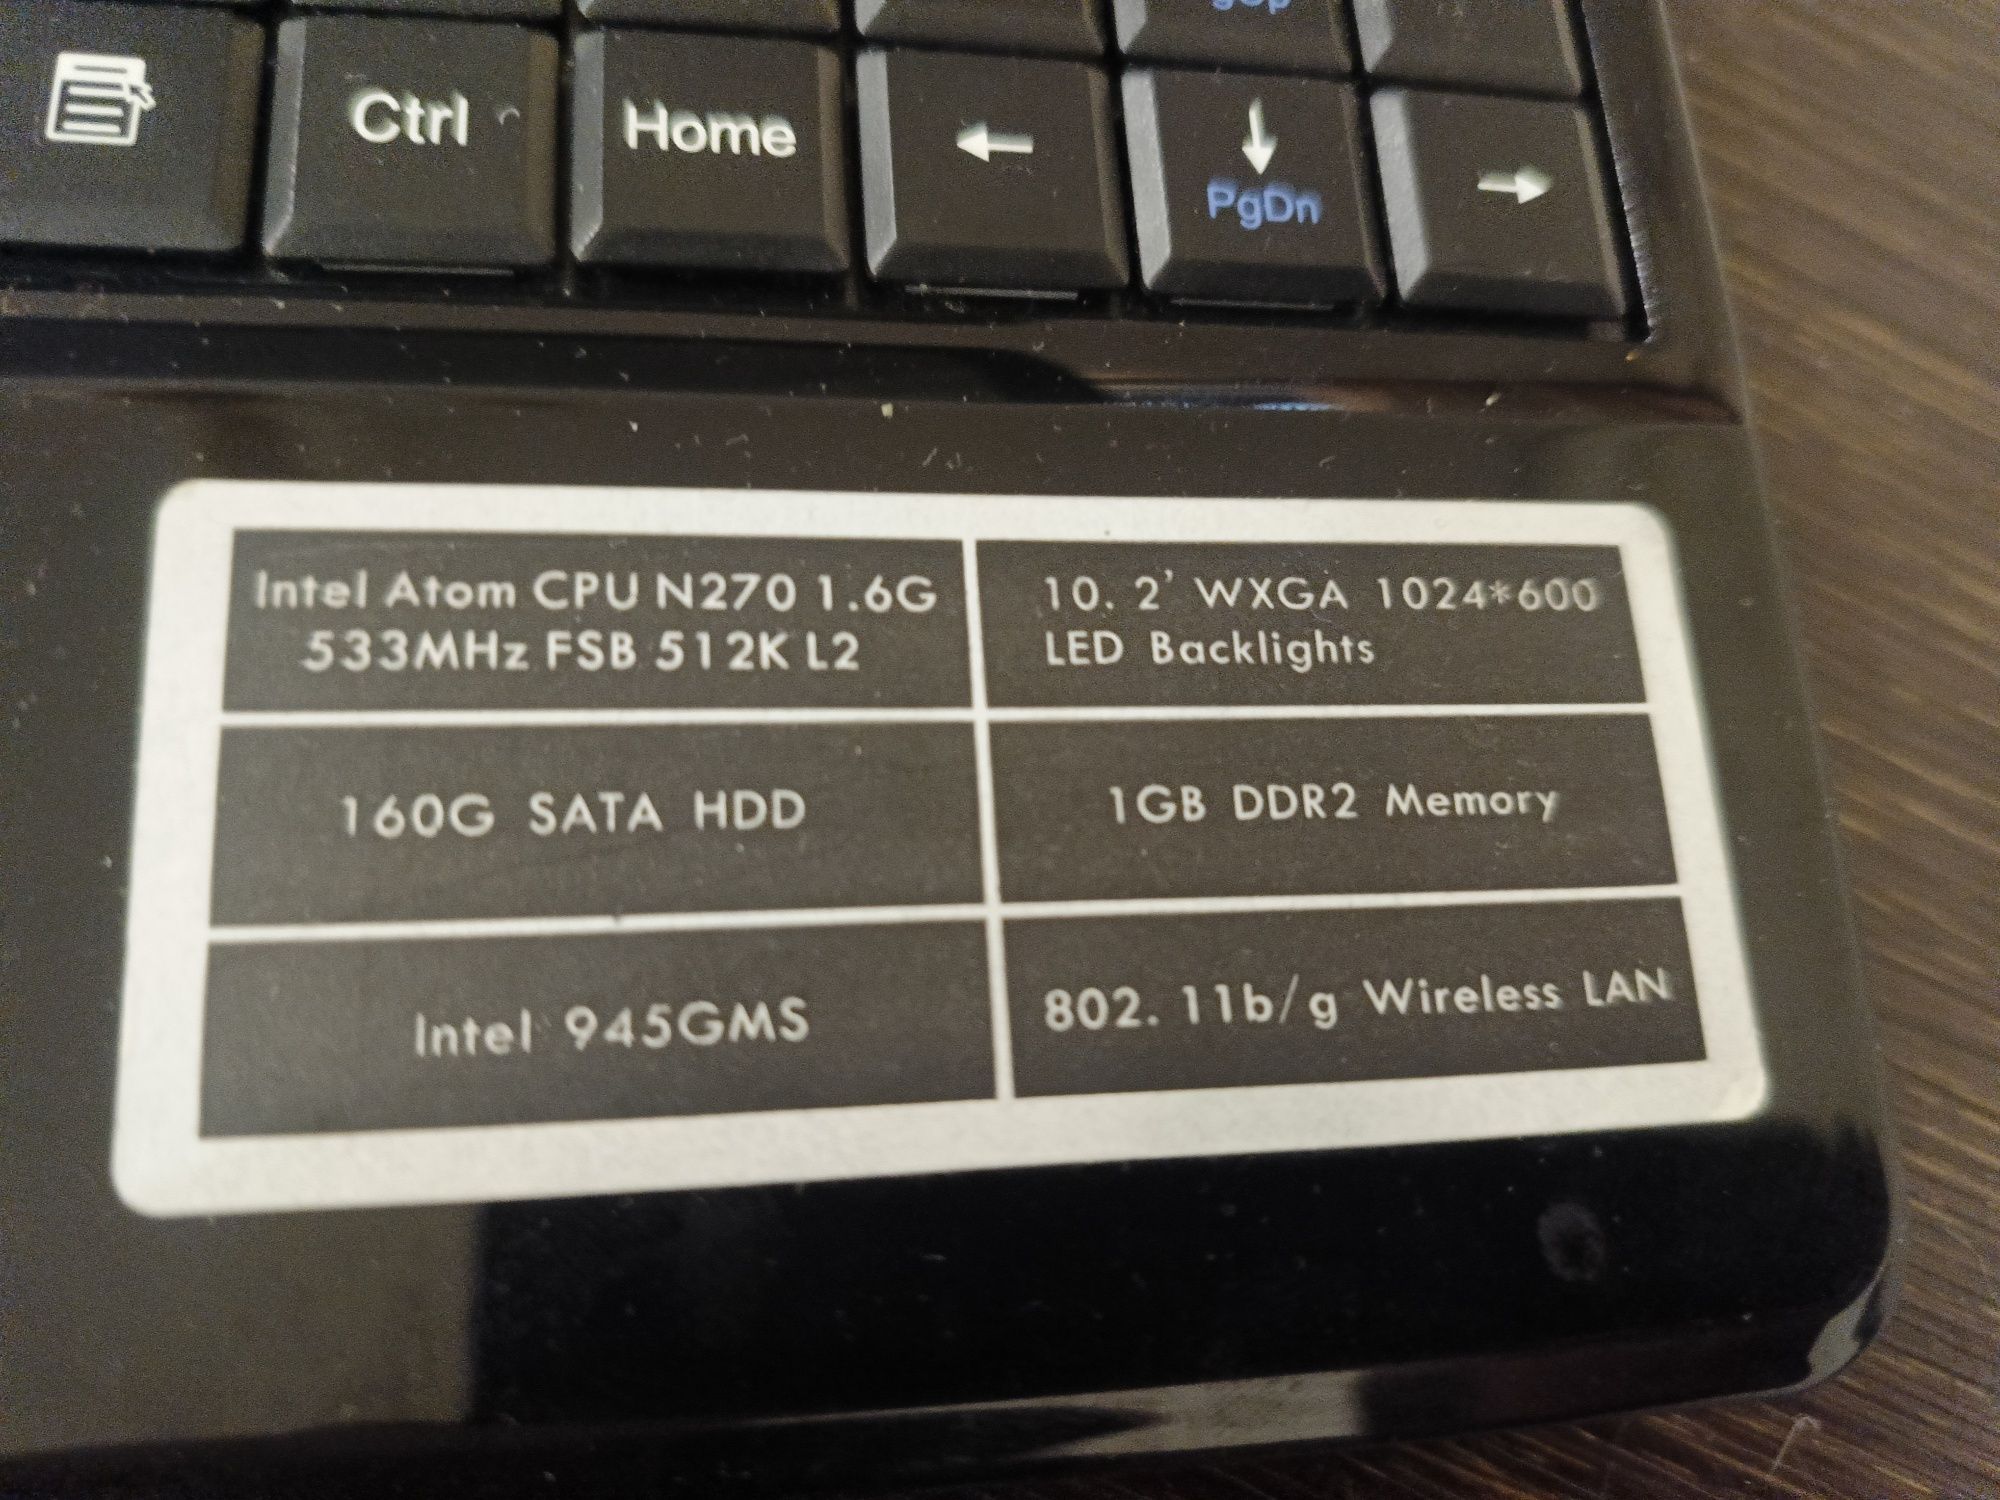 Ctrl
Home
←
↓
PgDn
→
Intel Atom CPU N270 1.6G
533MHz FSB 512K L2
10. 2' WXGA 1024*600
LED Backlights
160G SATA HDD
1GB DDR2 Memory
Intel 945GMS
802. 11b/g Wireless LAN